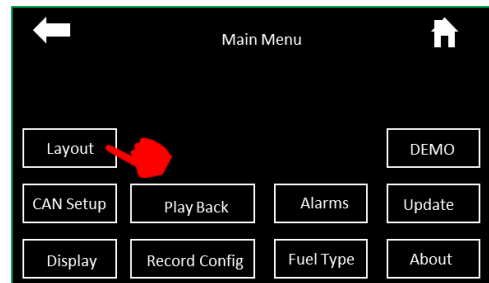 Main Menu
Layout DEMO
CAN Setup Play Back Alarms Update
Display Record Config Fuel Type About